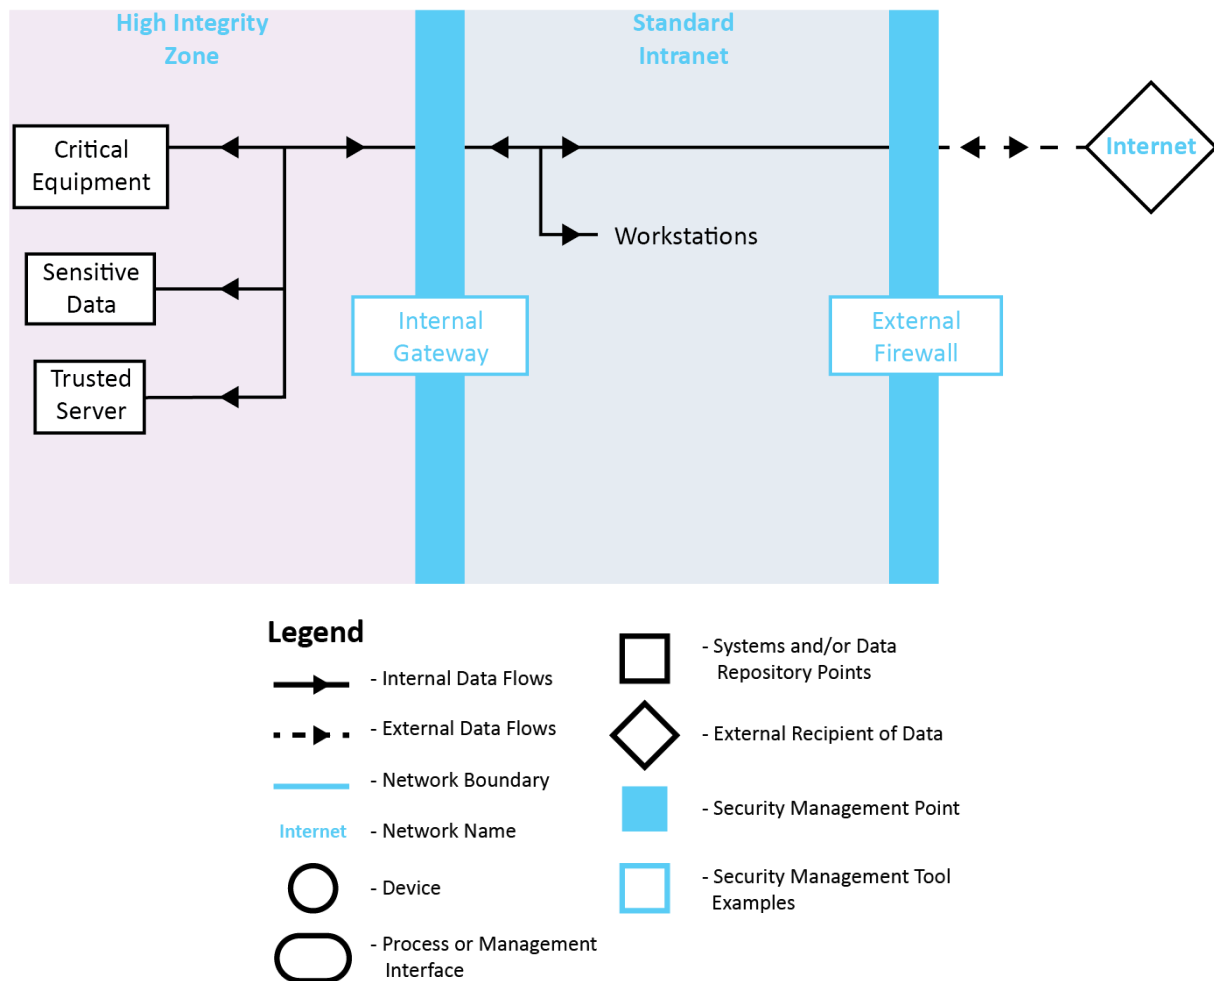 High Integrity
Zone
Standard
Intranet
Critical
Equipment
Internet
Workstations
Sensitive
Data
Internal
Gateway
External
Firewall
Trusted
Server
Legend
- Internal Data Flows
- External Data Flows
- Network Boundary
Internet - Network Name
- Device
- Process or Management
Interface
- Systems and/or Data
Repository Points
- External Recipient of Data
- Security Management Point
- Security Management Tool
Examples